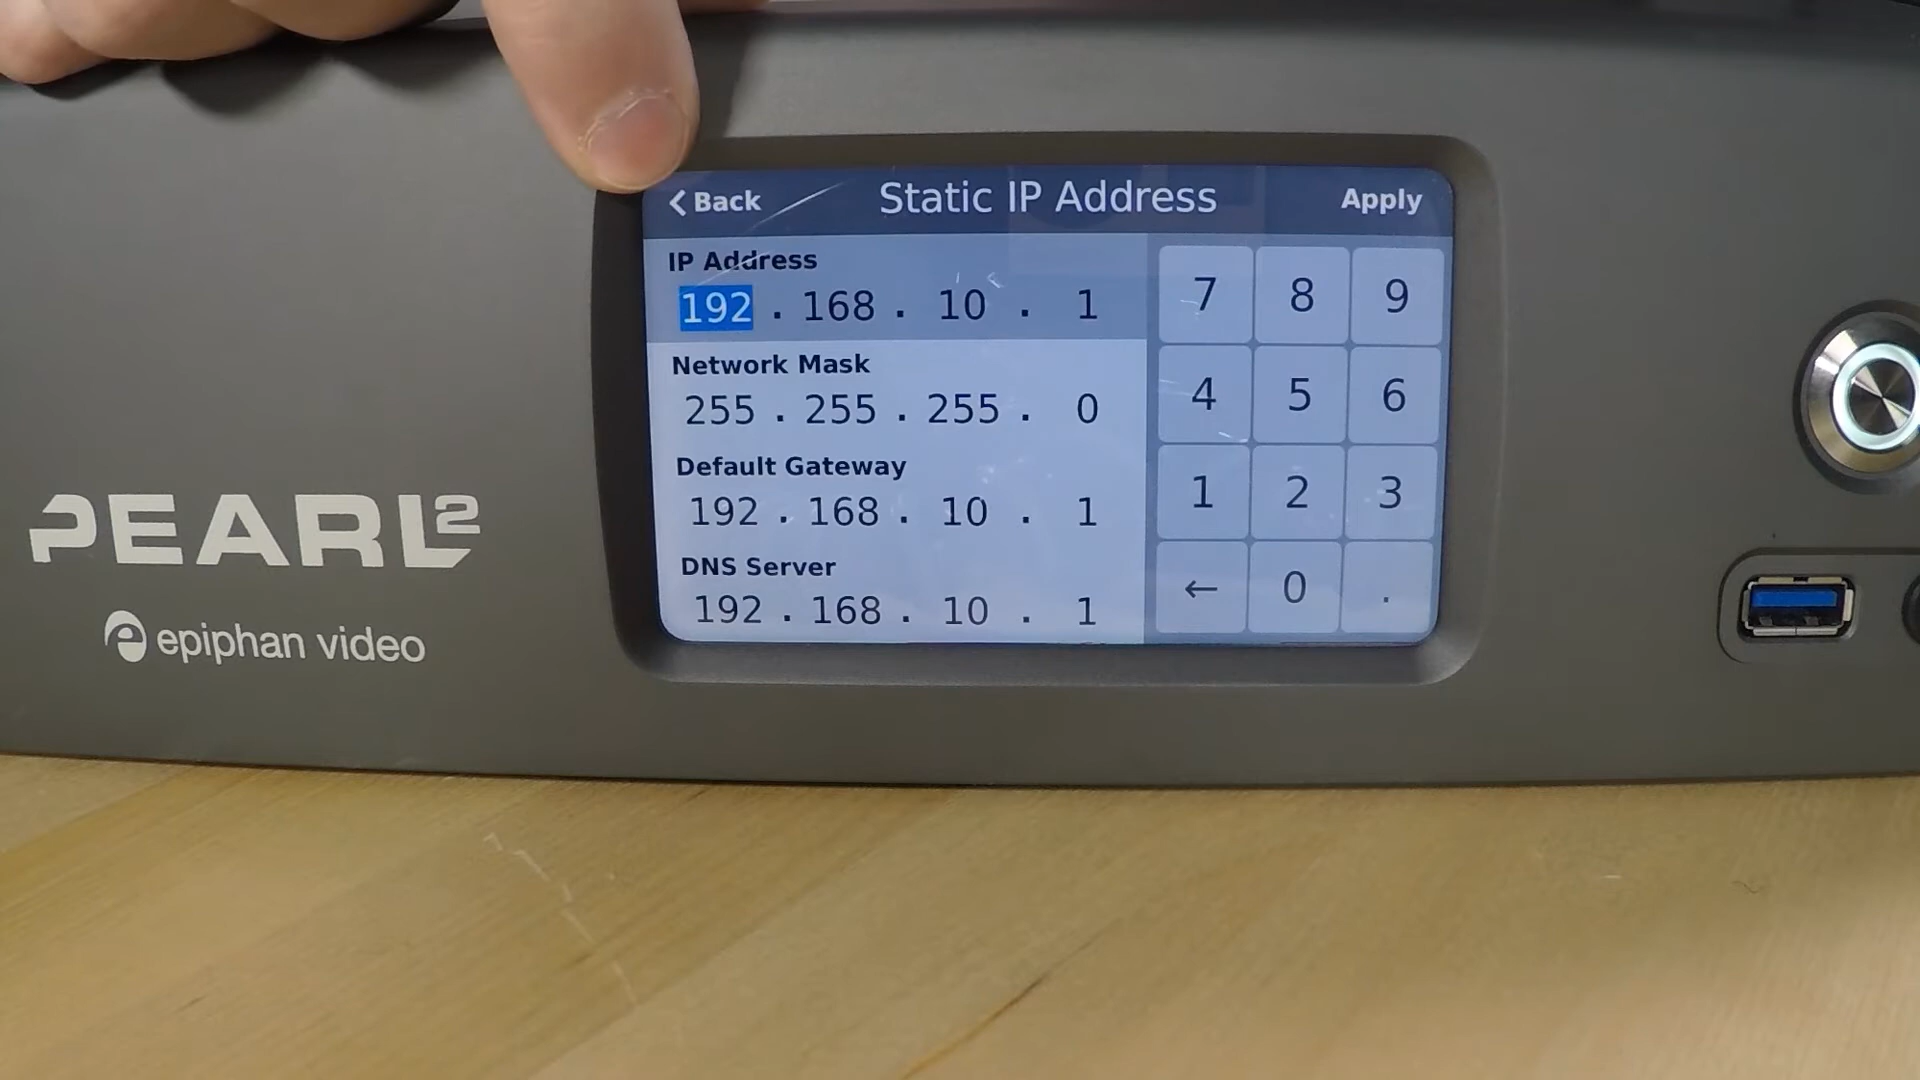 Back Static IP Address Apply
IP Address
192 . 168 . 10 . 1
Network Mask
255 . 255 . 255 . 0
Default Gateway
192 . 168 . 10 . 1
DNS Server
192 . 168 . 10 . 1
7 8 9
4 5 6
1 2 3
← 0 .
PEARL2
epiphan video